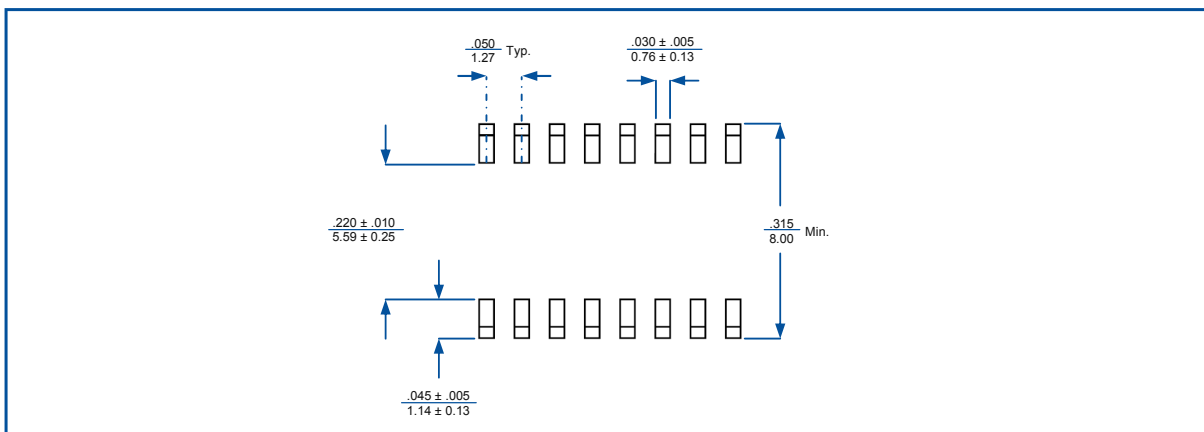 .050
1.27
Typ.
.030 ± .005
0.76 ± 0.13
.220 ± .010
5.59 ± 0.25
.315
8.00
Min.
.045 ± .005
1.14 ± 0.13